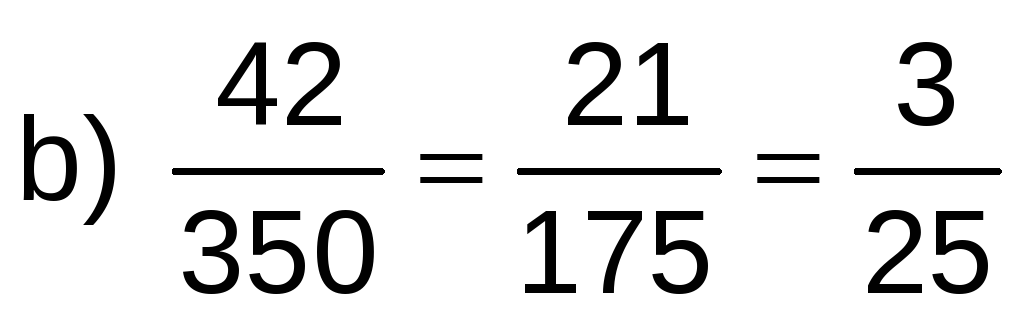 b) 42/350 = 21/175 = 3/25